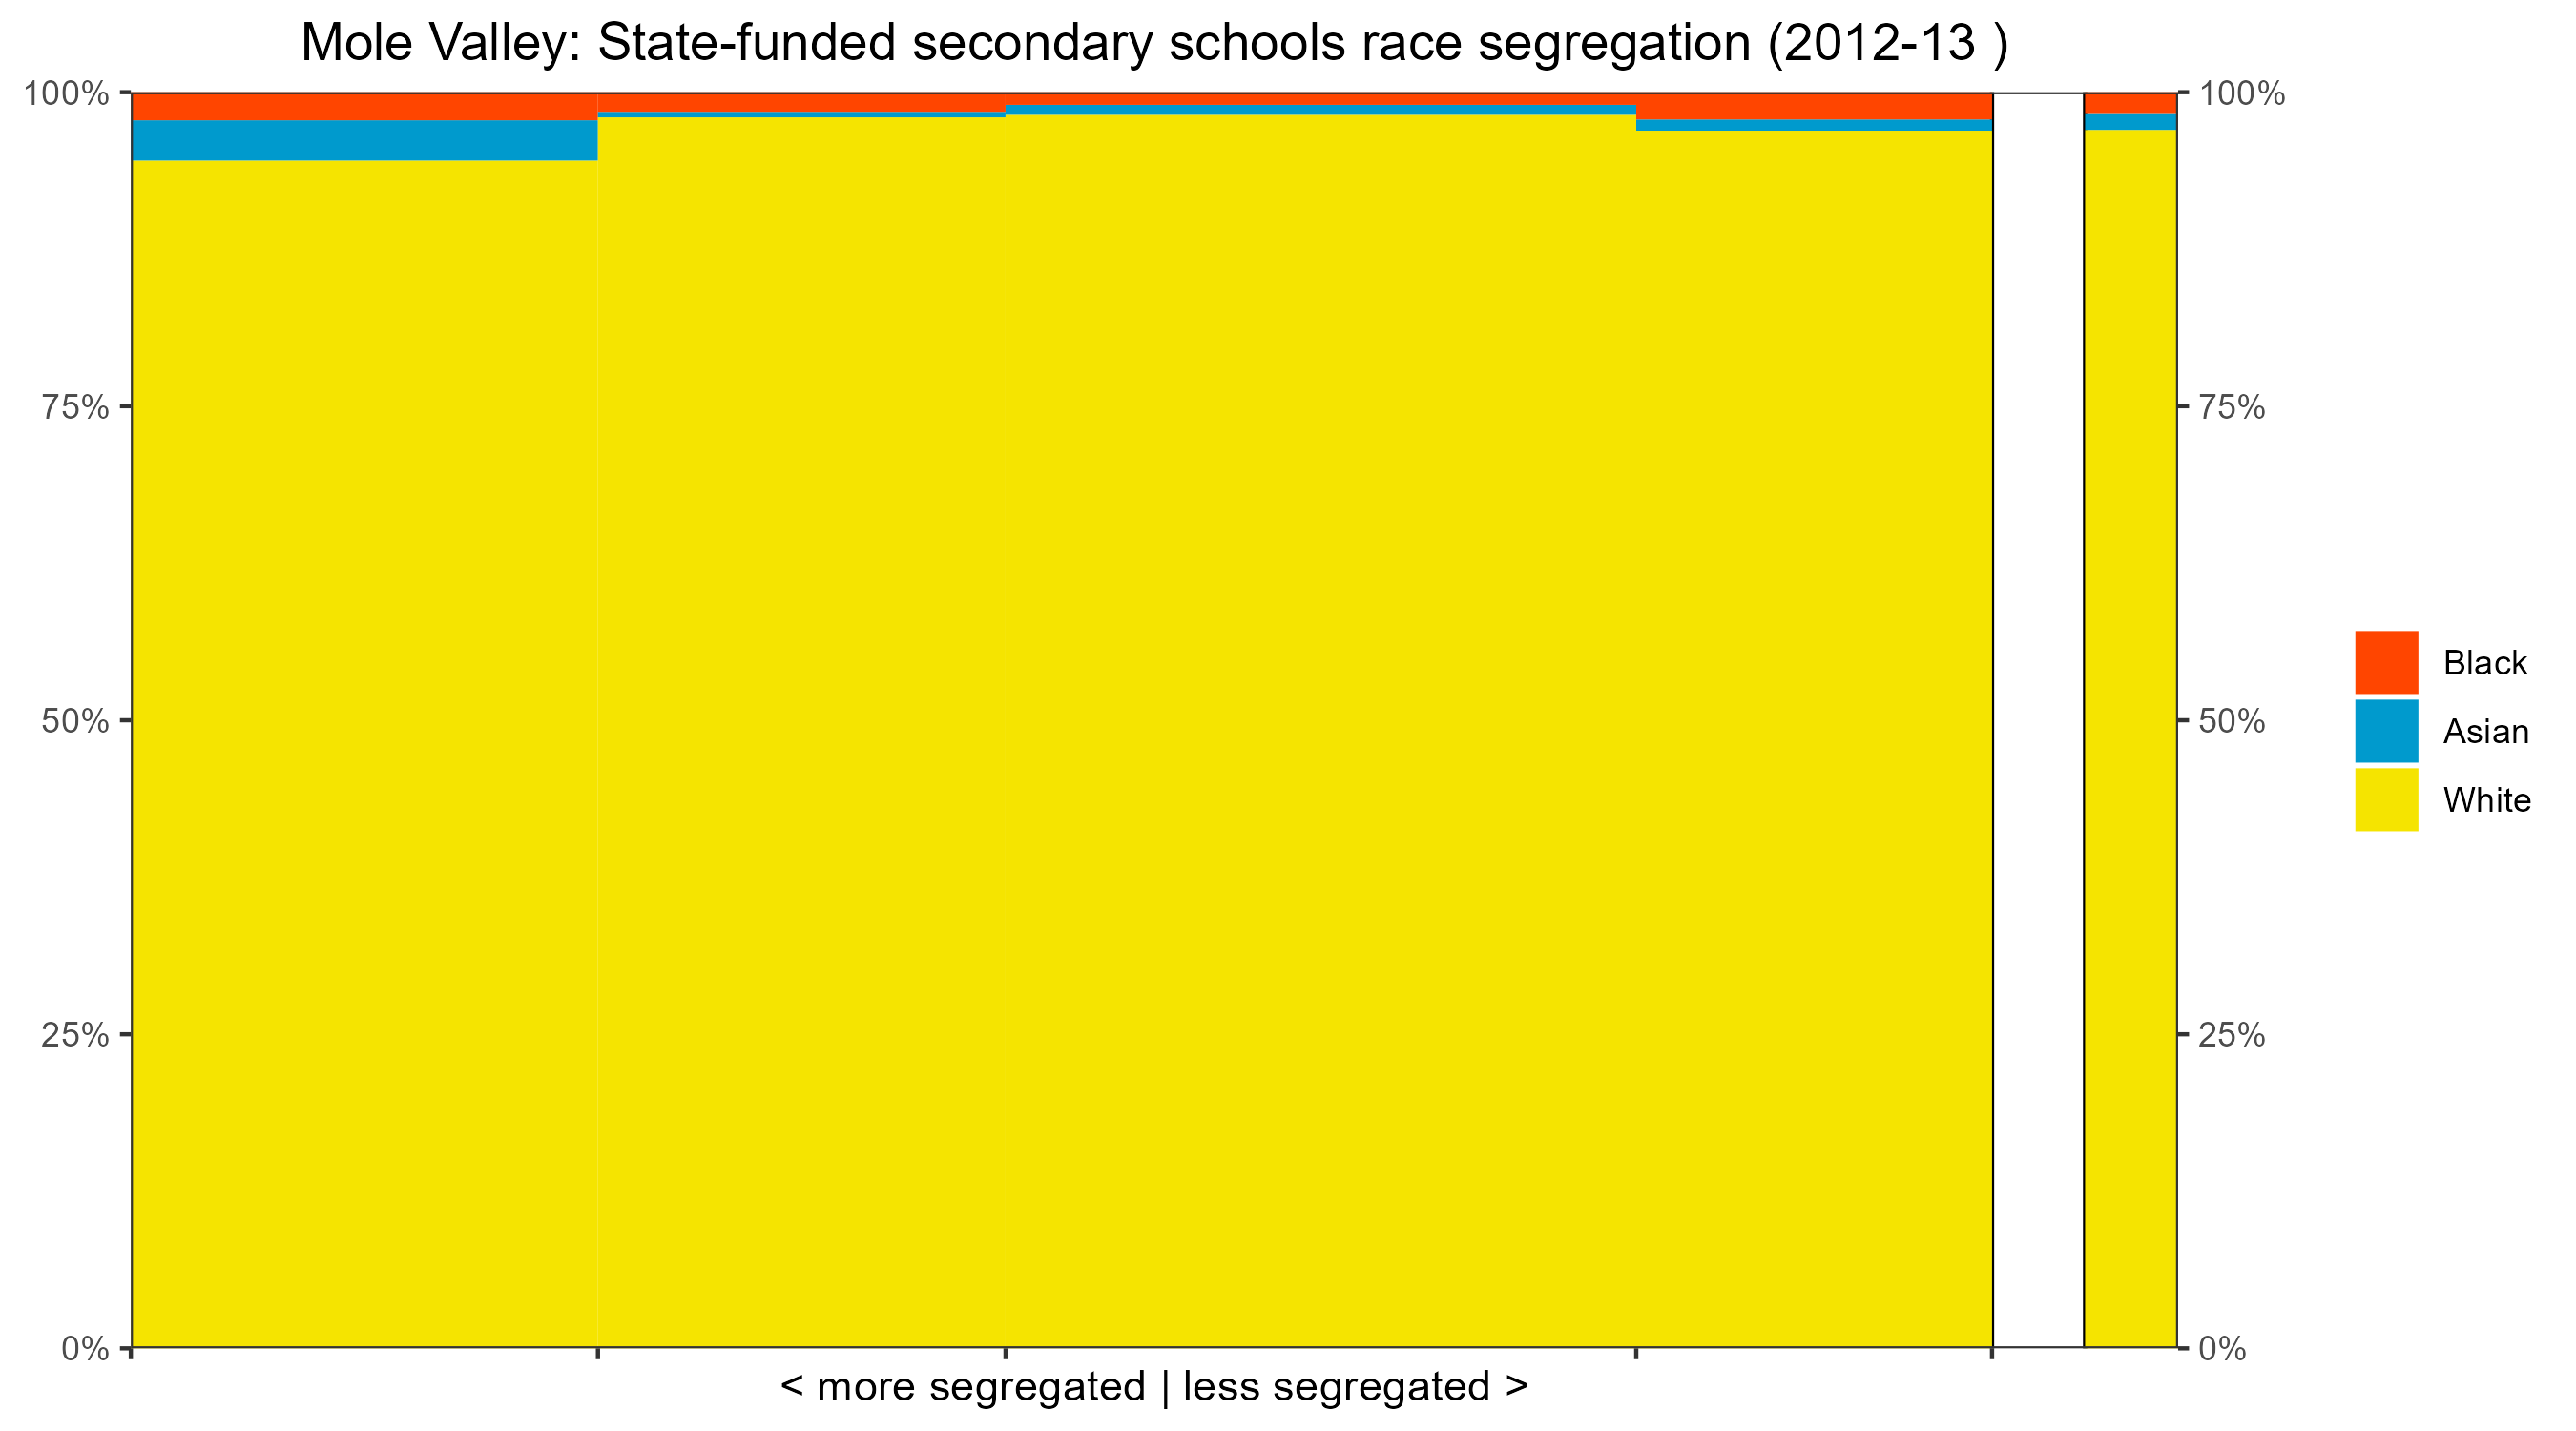 Mole Valley: State-funded secondary schools race segregation (2012-13 )
100%
75%
50%
25%
0%
100%
75%
50%
25%
0%
Black
Asian
White
< more segregated | less segregated >